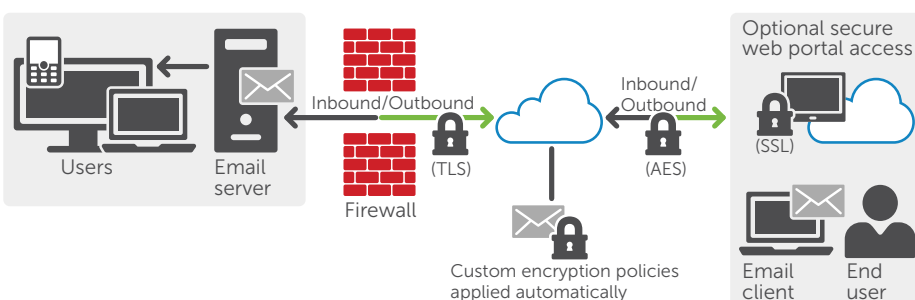 Users
Email
server
Inbound/Outbound
Firewall
(TLS)
Custom encryption policies
applied automatically
Inbound/
Outbound
(AES)
Optional secure
web portal access
(SSL)
Email
client
End
user